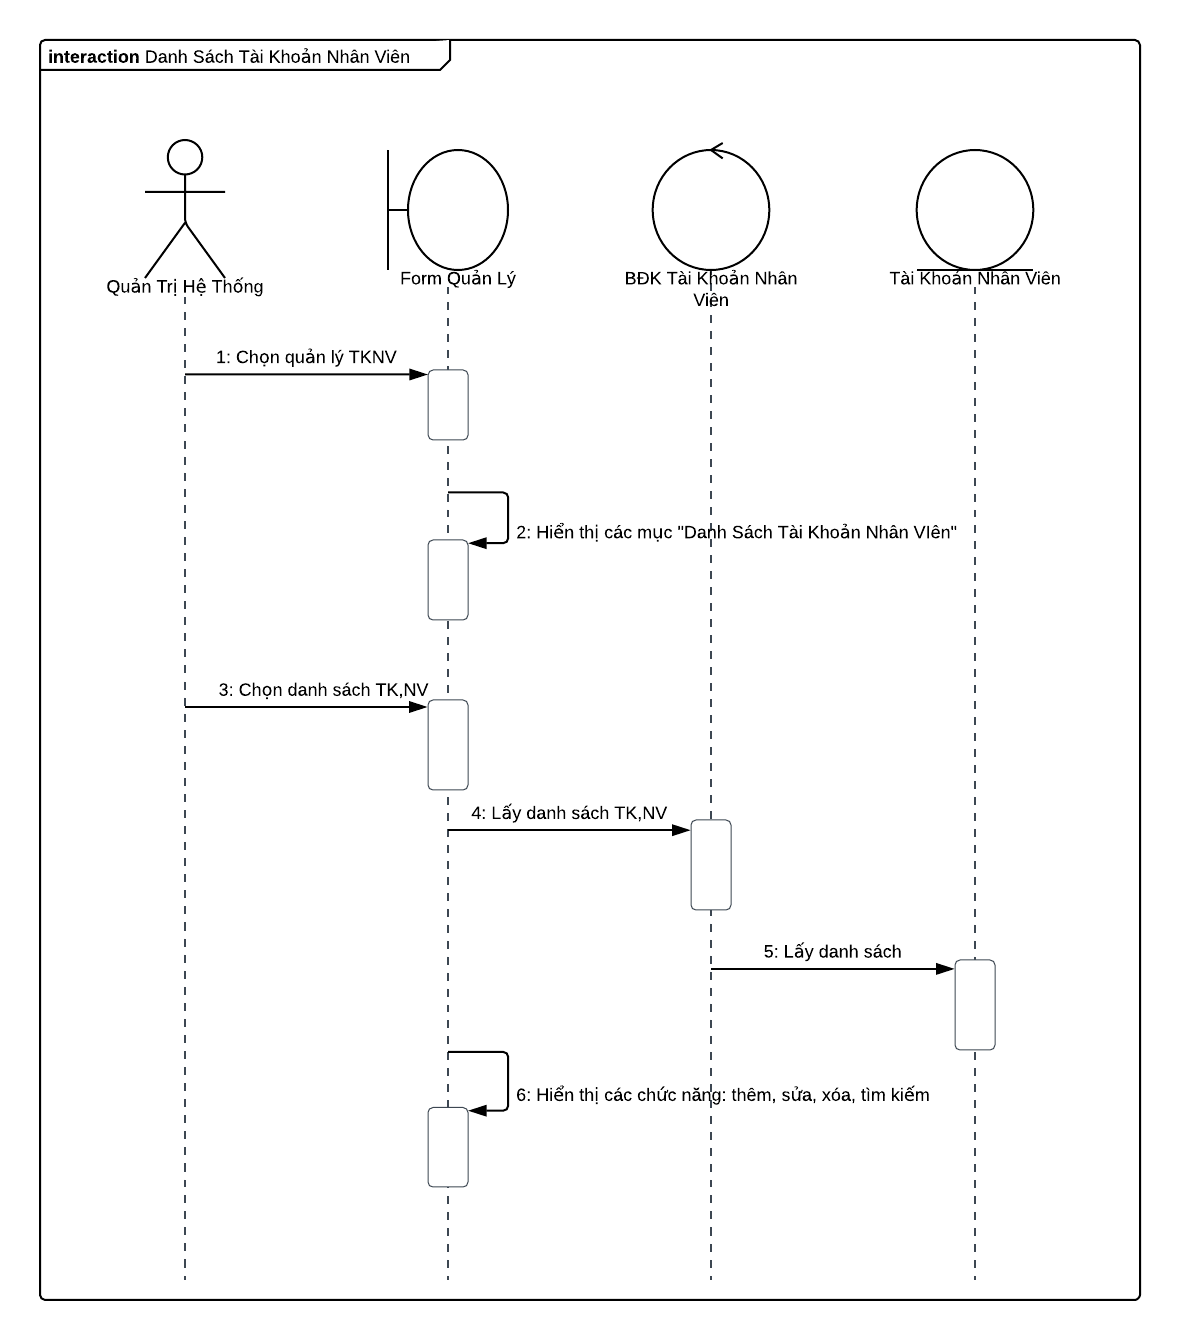 interaction Danh Sách Tài Khoản Nhân Viên
Quản Trị Hệ Thống
Form Quản Lý
BĐK Tài Khoản Nhân
Viên
Tài Khoản Nhân Viên
1: Chọn quản lý TKNV
2: Hiển thị các mục "Danh Sách Tài Khoản Nhân VIên"
3: Chọn danh sách TK,NV
4: Lấy danh sách TK,NV
5: Lấy danh sách
6: Hiển thị các chức năng: thêm, sửa, xóa, tìm kiếm